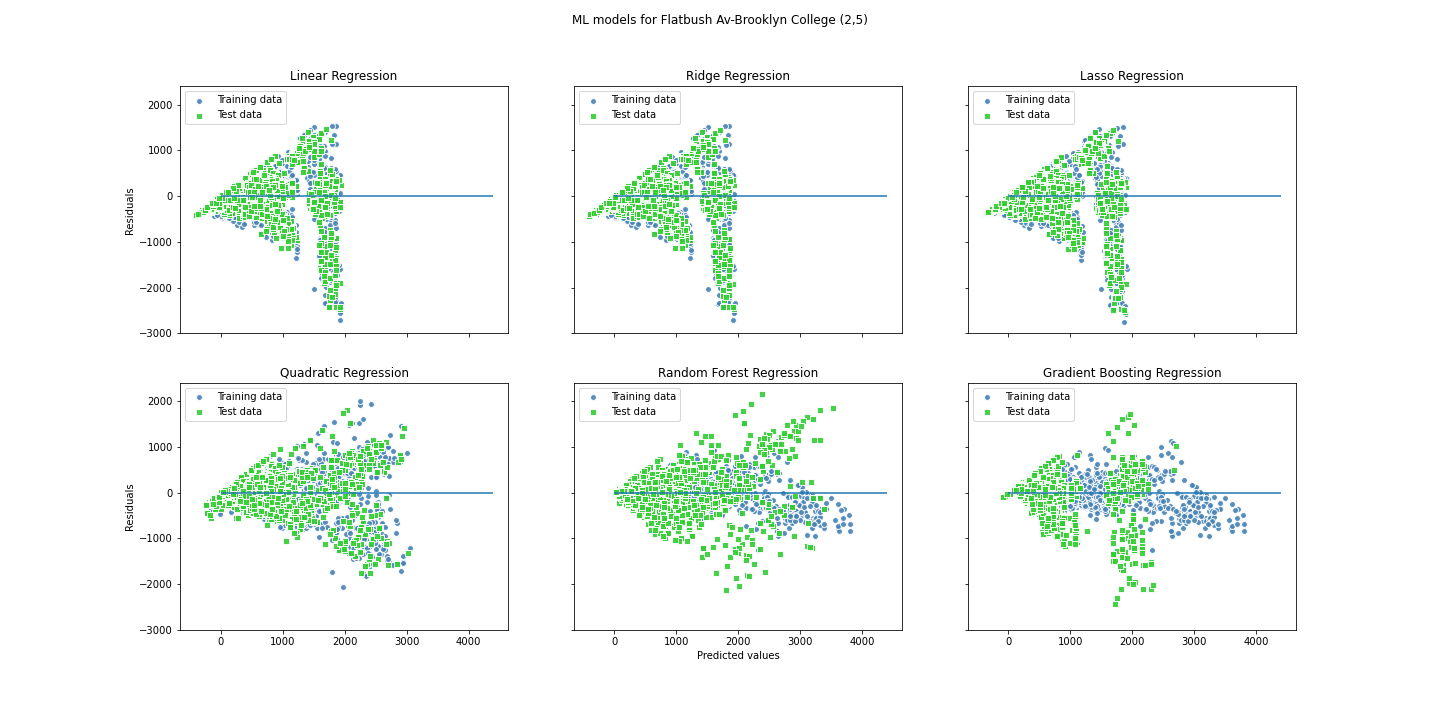 ML models for Flatbush Av-Brooklyn College (2,5)
Linear Regression
Ridge Regression
Lasso Regression
Training data
Test data
Training data
Test data
Training data
Test data
2000
1000
0
−1000
−2000
−3000
Residuals
Quadratic Regression
Random Forest Regression
Gradient Boosting Regression
Training data
Test data
Training data
Test data
Training data
Test data
2000
1000
0
−1000
−2000
−3000
Residuals
0 1000 2000 3000 4000
0 1000 2000 3000 4000
0 1000 2000 3000 4000
Predicted values